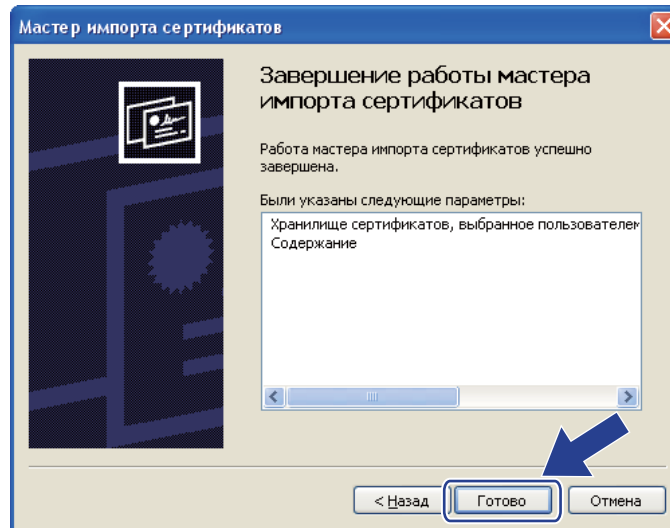 Мастер импорта сертификатов
Завершение работы мастера
импорта сертификатов
Работа мастера импорта сертификатов успешно
завершена.
Были указаны следующие параметры:
Хранилище сертификатов, выбранное пользователем
Содержание
< Назад
Готово
Отмена